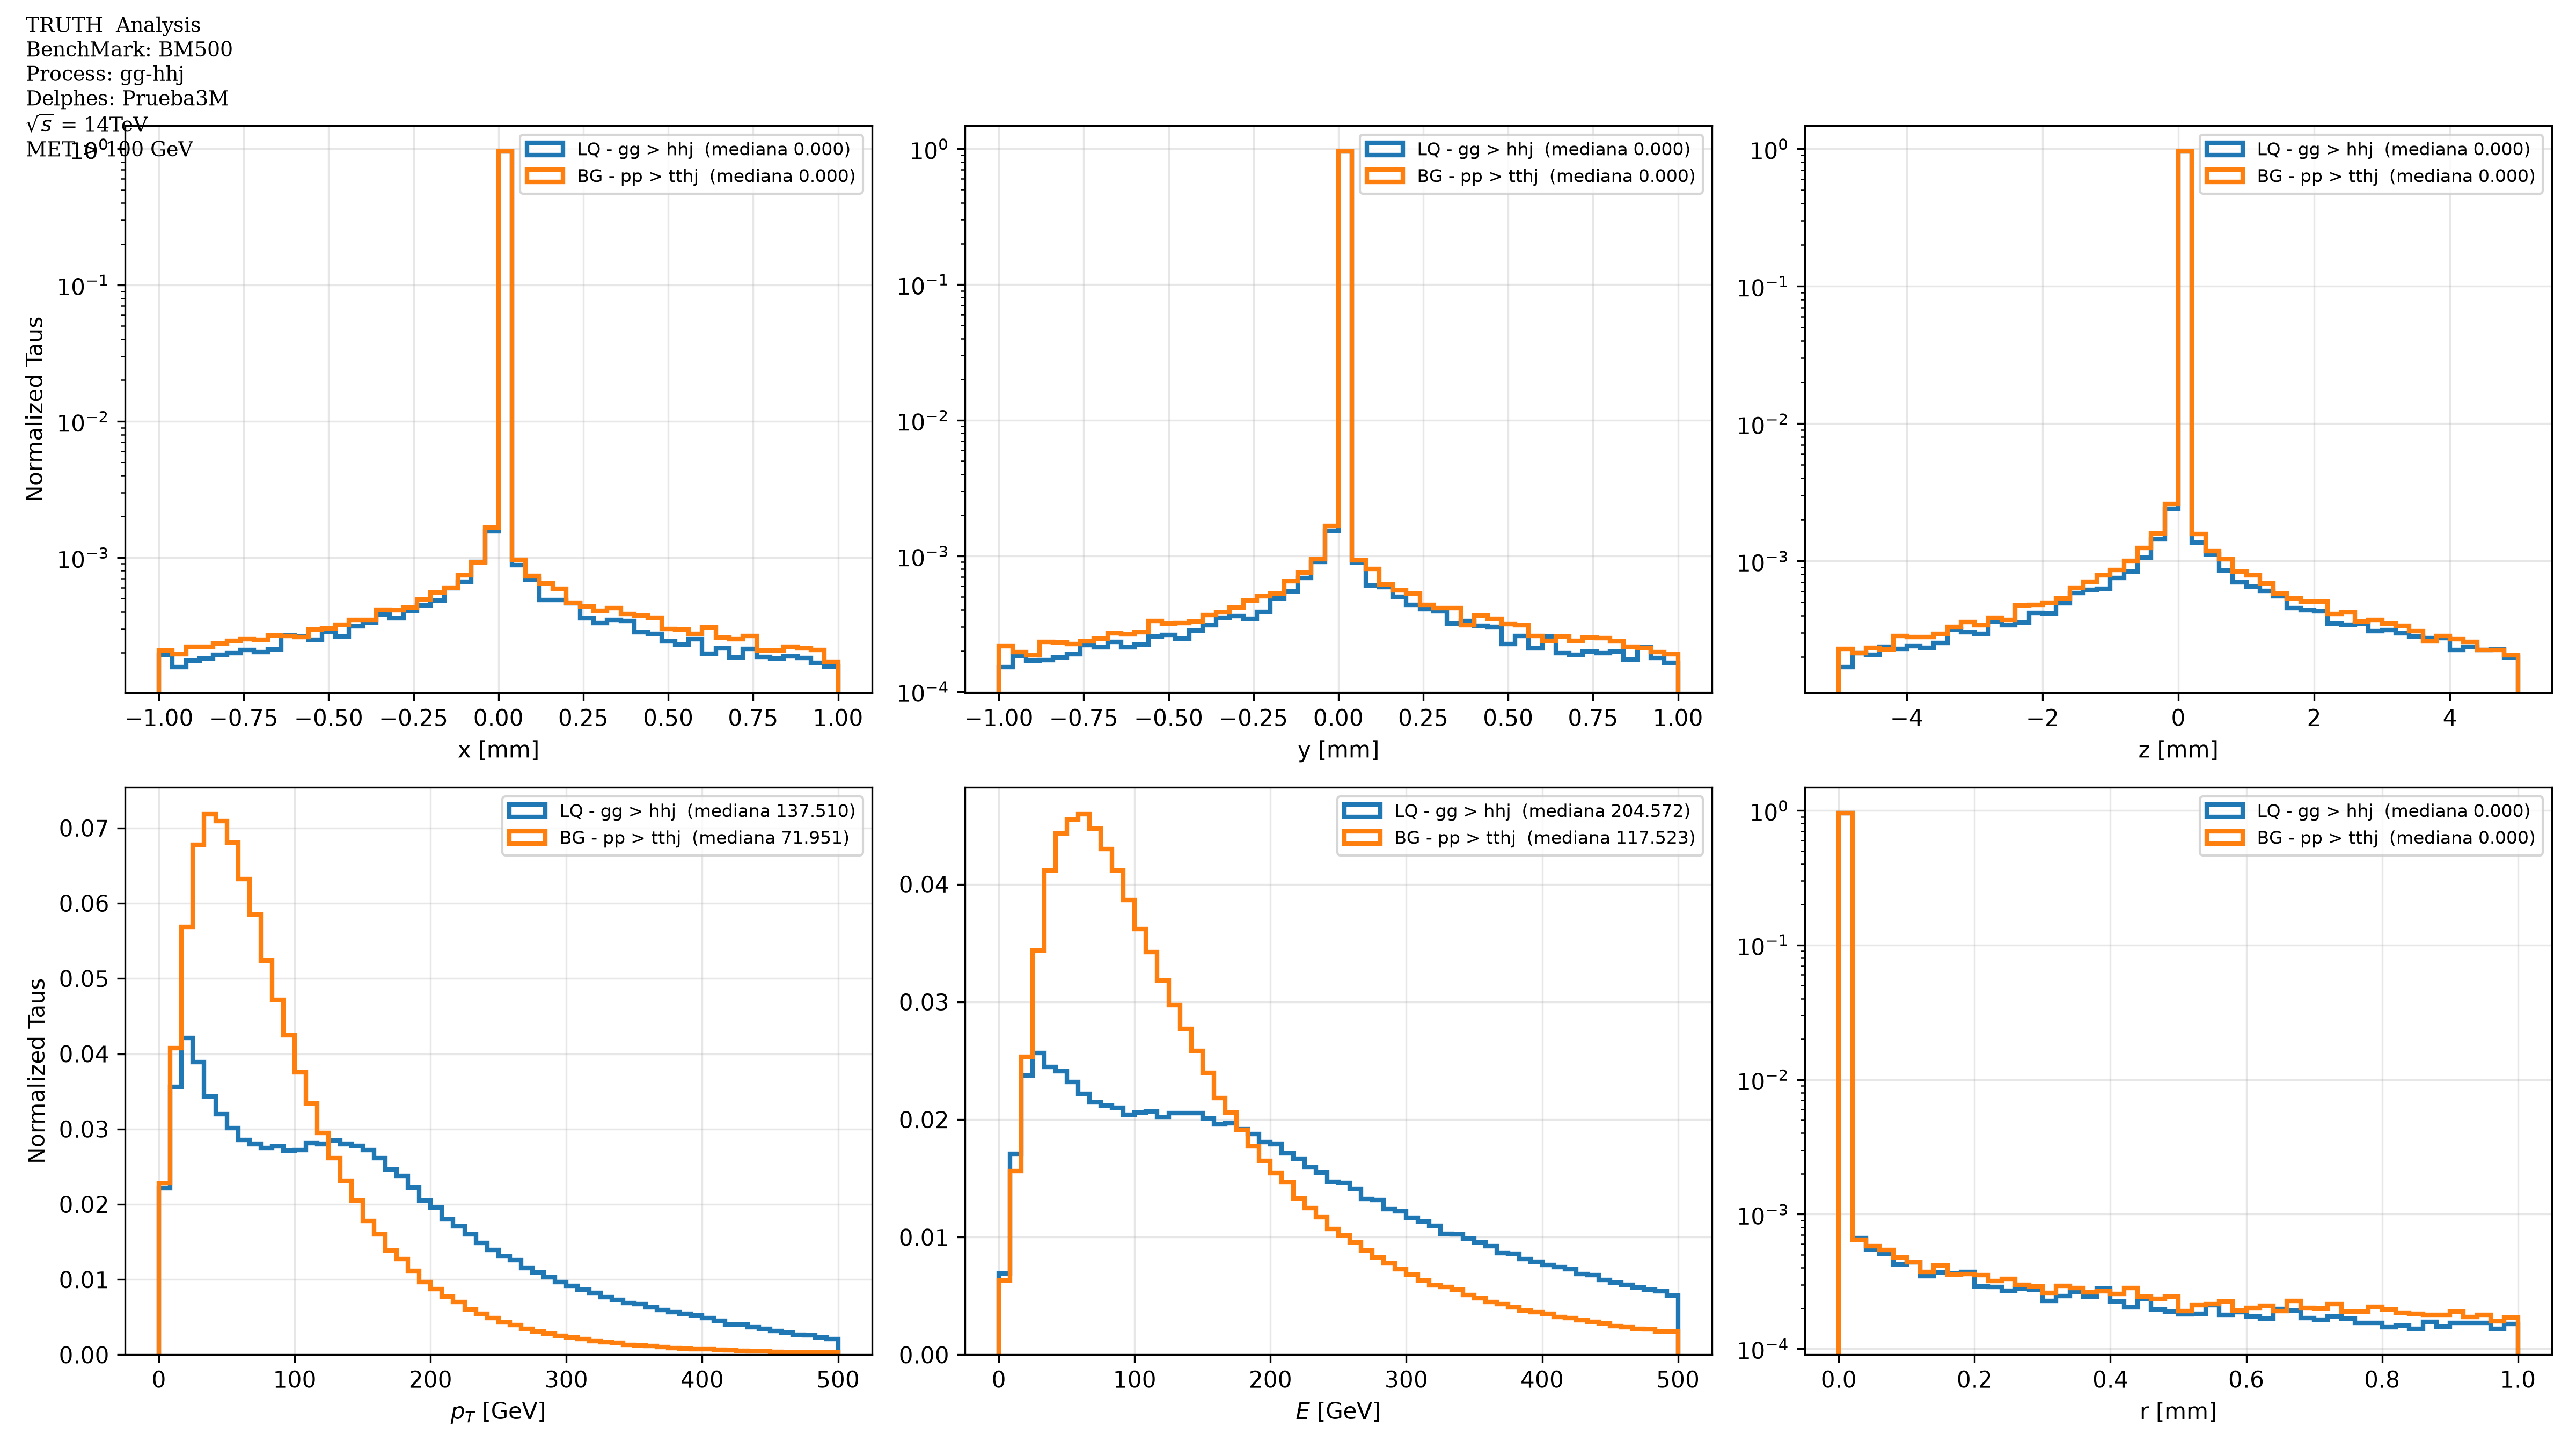 TRUTH  Analysis
BenchMark: BM500
Process: gg-hhj
Delphes: Prueba3M
√s = 14TeV
MET > 100 GeV
LQ - gg > hhj  (mediana 0.000)
BG - pp > tthj  (mediana 0.000)
10⁰
10⁻¹
10⁻²
10⁻³
Normalized Taus
−1.00 −0.75 −0.50 −0.25 0.00 0.25 0.50 0.75 1.00
x [mm]
LQ - gg > hhj  (mediana 0.000)
BG - pp > tthj  (mediana 0.000)
10⁰
10⁻¹
10⁻²
10⁻³
10⁻⁴
−1.00 −0.75 −0.50 −0.25 0.00 0.25 0.50 0.75 1.00
y [mm]
LQ - gg > hhj  (mediana 0.000)
BG - pp > tthj  (mediana 0.000)
10⁰
10⁻¹
10⁻²
10⁻³
−4 −2 0 2 4
z [mm]
LQ - gg > hhj  (mediana 137.510)
BG - pp > tthj  (mediana 71.951)
0.07
0.06
0.05
0.04
0.03
0.02
0.01
0.00
Normalized Taus
0 100 200 300 400 500
p_T [GeV]
LQ - gg > hhj  (mediana 204.572)
BG - pp > tthj  (mediana 117.523)
0.04
0.03
0.02
0.01
0.00
0 100 200 300 400 500
E [GeV]
LQ - gg > hhj  (mediana 0.000)
BG - pp > tthj  (mediana 0.000)
10⁰
10⁻¹
10⁻²
10⁻³
10⁻⁴
0.0 0.2 0.4 0.6 0.8 1.0
r [mm]